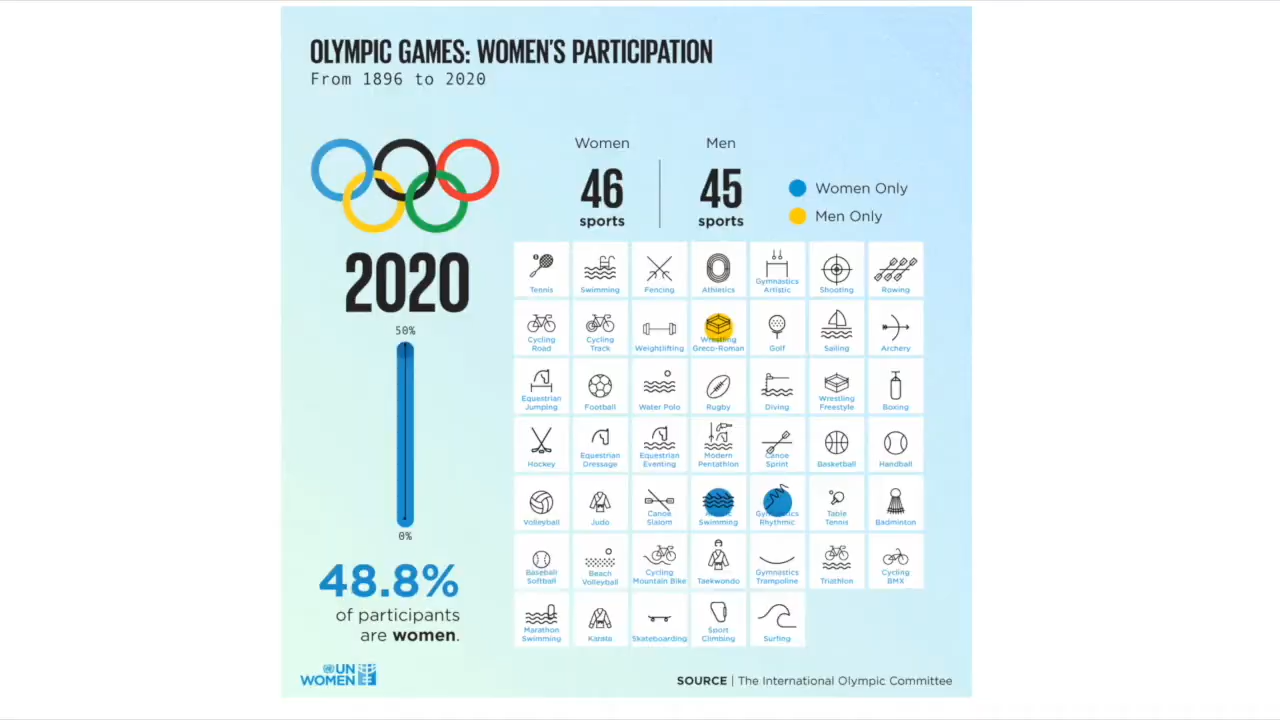 OLYMPIC GAMES: WOMEN'S PARTICIPATION
From 1896 to 2020
Women
Men
46
sports
45
sports
Women Only
Men Only
2020
50%
0%
48.8%
of participants
are women.
Tennis
Swimming
Fencing
Athletics
Gymnastics
Artistic
Shooting
Rowing
Cycling
Road
Cycling
Track
Weightlifting
Wrestling
Greco-Roman
Golf
Sailing
Archery
Equestrian
Jumping
Football
Water Polo
Rugby
Diving
Wrestling
Freestyle
Boxing
Hockey
Equestrian
Dressage
Equestrian
Eventing
Modern
Pentathlon
Canoe
Sprint
Basketball
Handball
Volleyball
Judo
Canoe
Slalom
Swimming
Gymnastics
Rhythmic
Table
Tennis
Badminton
Baseball
Softball
Beach
Volleyball
Cycling
Mountain Bike
Taekwondo
Gymnastics
Trampoline
Triathlon
Cycling
BMX
Marathon
Swimming
Karate
Skateboarding
Sport
Climbing
Surfing
UN
WOMEN
SOURCE | The International Olympic Committee